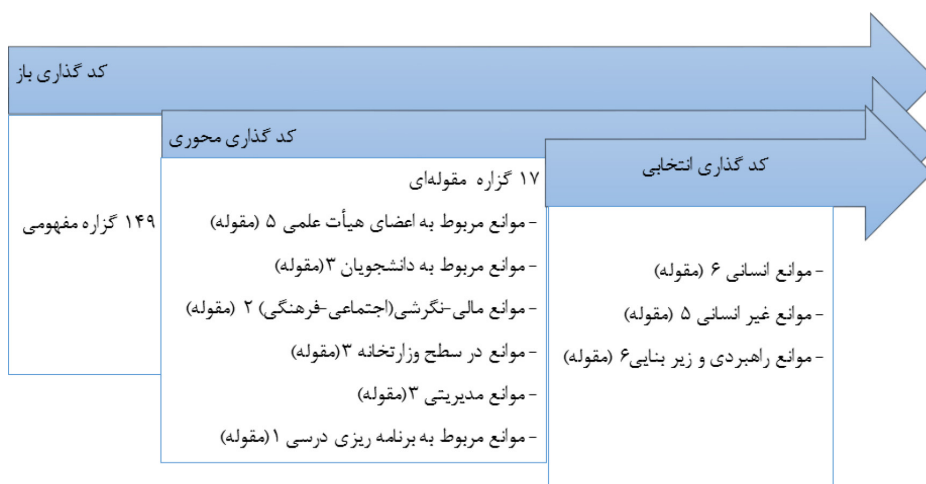 کد گذاری باز
۱۴۹ گزاره مفهومی
کد گذاری محوری
۱۷ گزاره مقوله‌ای
- موانع مربوط به اعضای هیأت علمی ۵ (مقوله)
- موانع مربوط به دانشجویان ۳(مقوله)
- موانع مالی-نگرشی(اجتماعی-فرهنگی) ۲ (مقوله)
- موانع در سطح وزارتخانه ۳(مقوله)
- موانع مدیریتی ۳(مقوله)
- موانع مربوط به برنامه ریزی درسی ۱(مقوله)
کد گذاری انتخابی
- موانع انسانی ۶ (مقوله)
- موانع غیر انسانی ۵ (مقوله)
- موانع راهبردی و زیر بنایی۶ (مقوله)